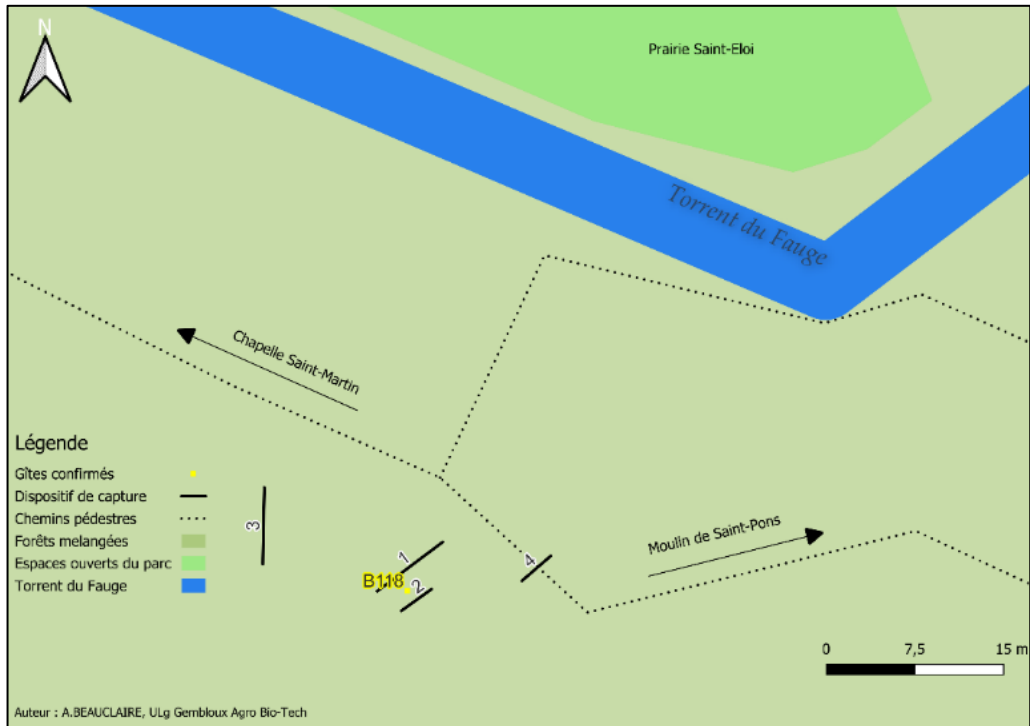 N
Prairie Saint-Eloi
Torrent du Fauge
Chapelle Saint-Martin
Légende
Gîtes confirmés
Dispositif de capture
Chemins pédestres
Forêts melangées
Espaces ouverts du parc
Torrent du Fauge
3
1
B118
2
4
Moulin de Saint-Pons
0 7,5 15 m
Auteur : A.BEAUCLAIRE, ULg Gembloux Agro Bio-Tech